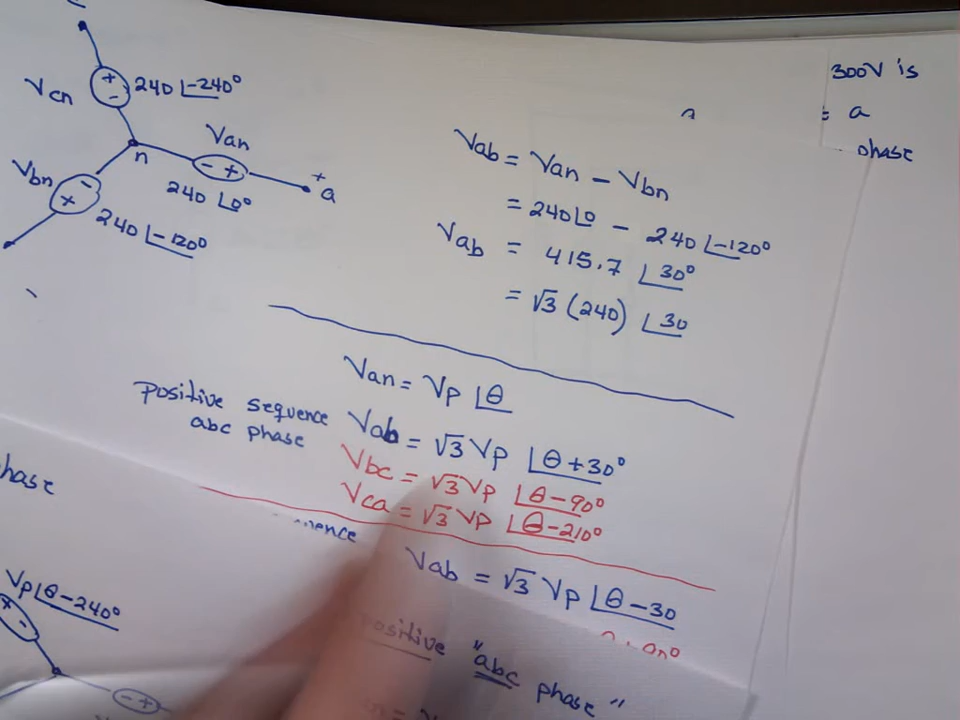 Vcn
+
-
240 ∠-240°
Van
n
- +
+
a
240 ∠0°
Vbn
-
+
240 ∠-120°
Vab = Van - Vbn
= 240∠0 - 240 ∠-120°
Vab = 415.7 ∠30°
= √3 (240) ∠30
300V is
= a
phase
Van = Vp ∠θ
positive sequence
abc phase
Vab = √3 Vp ∠θ+30°
Vbc = √3 Vp ∠θ-90°
Vca = √3 Vp ∠θ-210°
Vab = √3 Vp ∠θ-30
positive "abc phase"
Vp∠θ-240°
- +